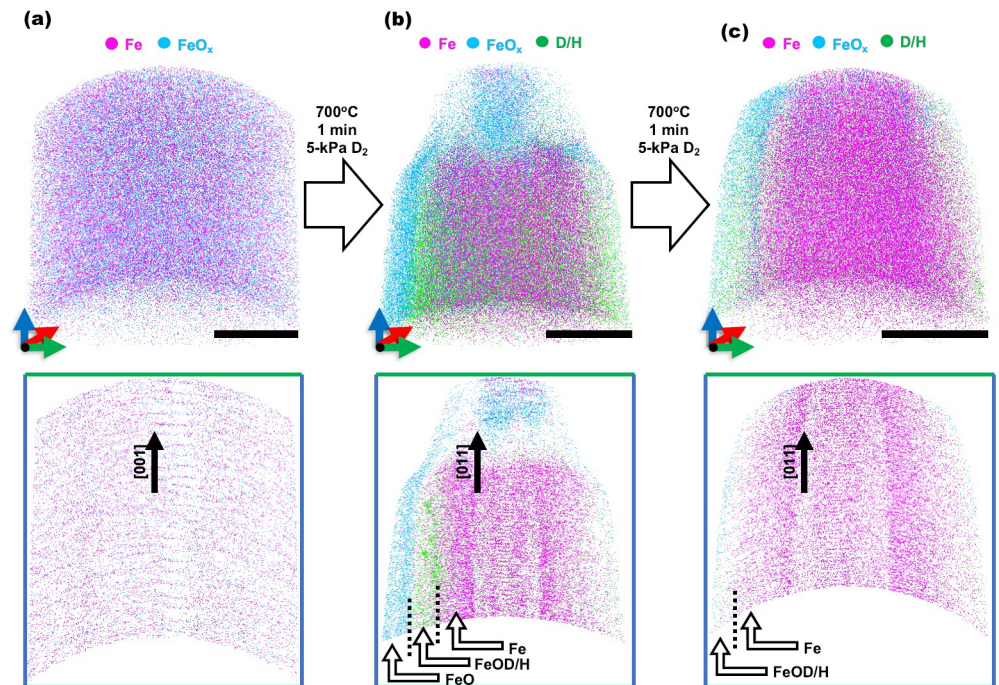 (a)
Fe FeOₓ
(b)
Fe FeOₓ D/H
(c)
Fe FeOₓ D/H
700°C
1 min
5-kPa D₂
700°C
1 min
5-kPa D₂
[001]
[011]
Fe
FeOD/H
FeO
[011]
Fe
FeOD/H